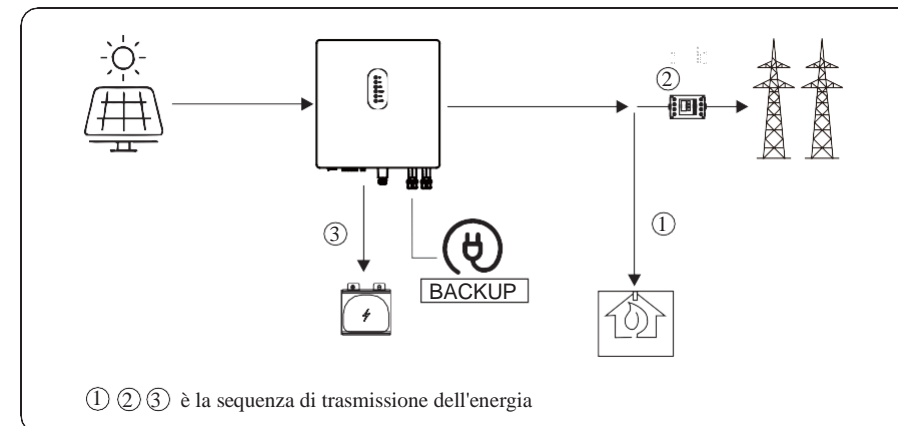 ②
①
③
BACKUP
① ② ③ è la sequenza di trasmissione dell'energia